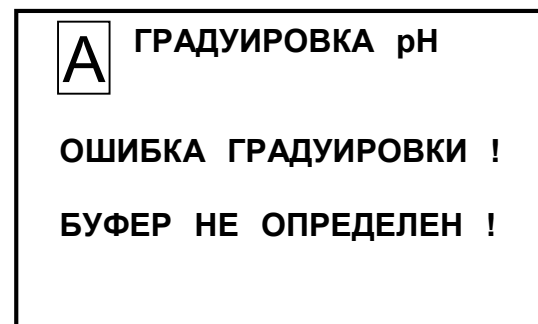 А ГРАДУИРОВКА pH
ОШИБКА ГРАДУИРОВКИ !
БУФЕР НЕ ОПРЕДЕЛЕН !